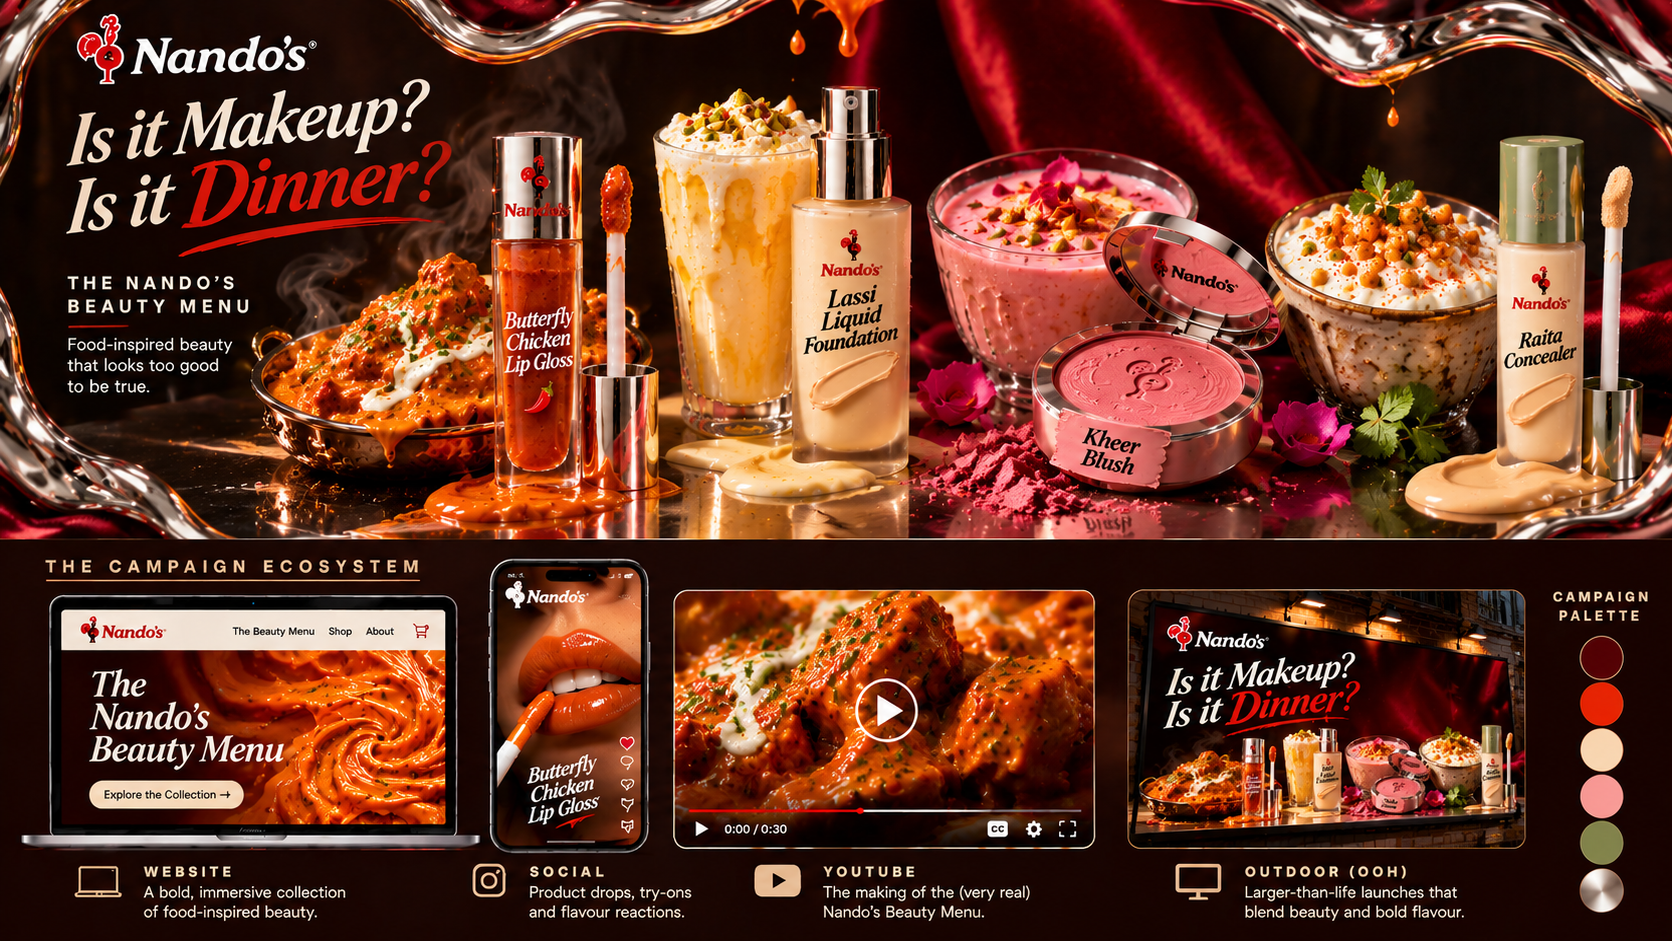 Nando's®
Is it Makeup?
Is it Dinner?
THE NANDO'S
BEAUTY MENU
Food-inspired beauty
that looks too good
to be true.
Nando's
Butterfly
Chicken
Lip Gloss
Nando's
Lassi
Liquid
Foundation
Nando's
Kheer
Blush
Nando's
Raita
Concealer
THE CAMPAIGN ECOSYSTEM
Nando's
The Beauty Menu Shop About
The
Nando's
Beauty Menu
Explore the Collection →
WEBSITE
A bold, immersive collection
of food-inspired beauty.
Nando's
Butterfly
Chicken
Lip Gloss
SOCIAL
Product drops, try-ons
and flavour reactions.
0:00 / 0:30
CC
YOUTUBE
The making of the (very real)
Nando's Beauty Menu.
Nando's
Is it Makeup?
Is it Dinner?
OUTDOOR (OOH)
Larger-than-life launches that
blend beauty and bold flavour.
CAMPAIGN
PALETTE